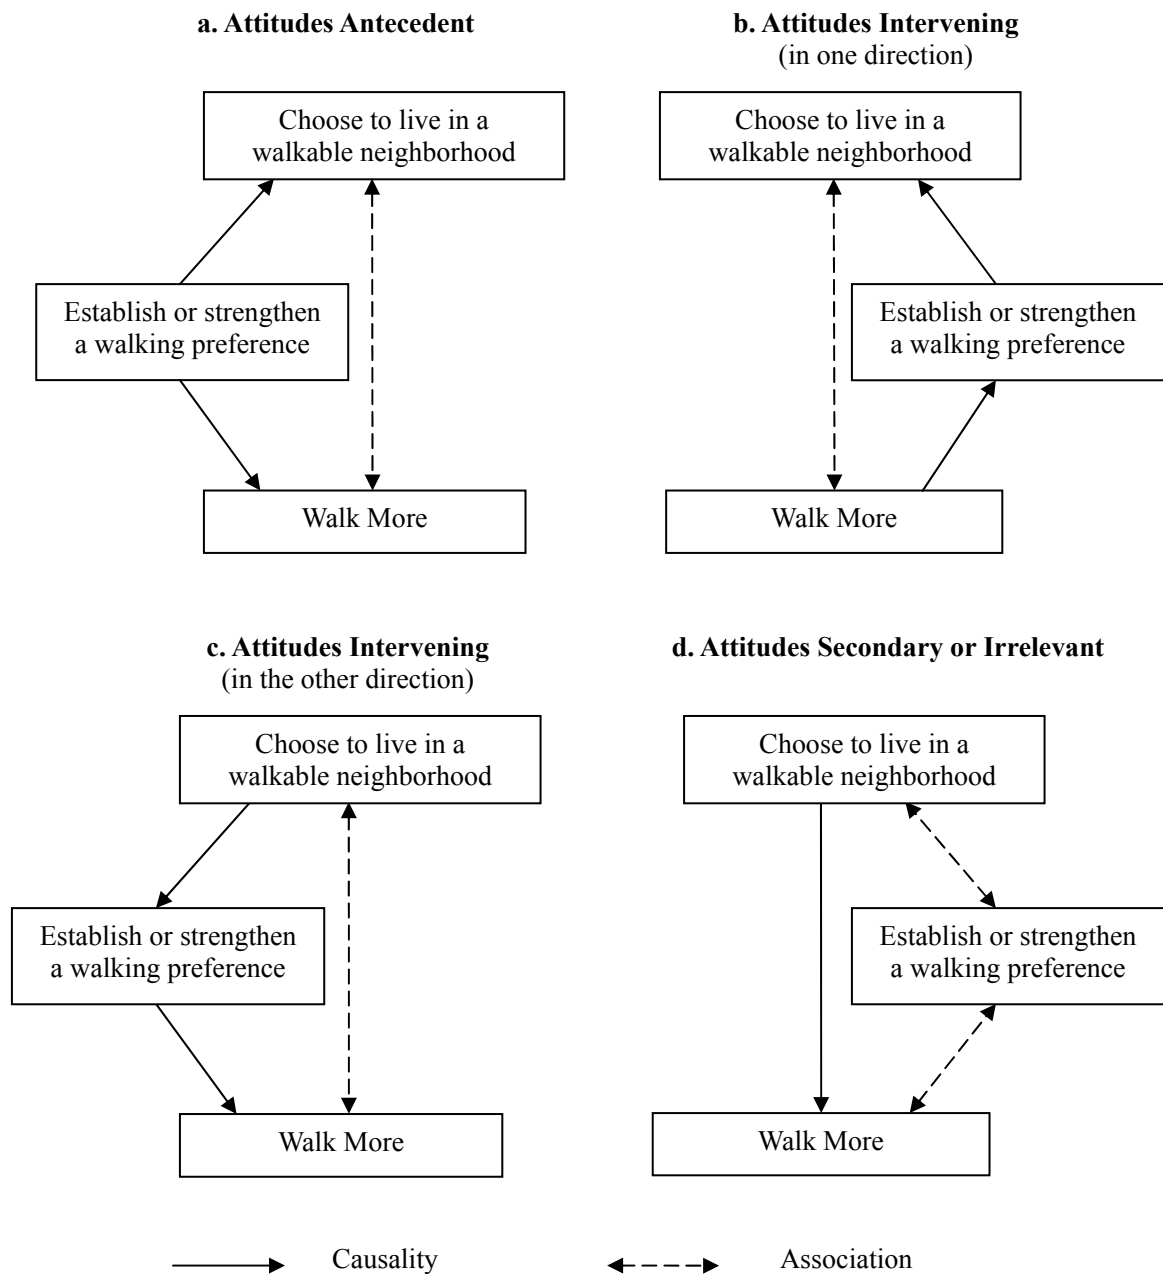 a. Attitudes Antecedent
Choose to live in a
walkable neighborhood
Establish or strengthen
a walking preference
Walk More
b. Attitudes Intervening
(in one direction)
Choose to live in a
walkable neighborhood
Establish or strengthen
a walking preference
Walk More
c. Attitudes Intervening
(in the other direction)
Choose to live in a
walkable neighborhood
Establish or strengthen
a walking preference
Walk More
d. Attitudes Secondary or Irrelevant
Choose to live in a
walkable neighborhood
Establish or strengthen
a walking preference
Walk More
Causality
Association